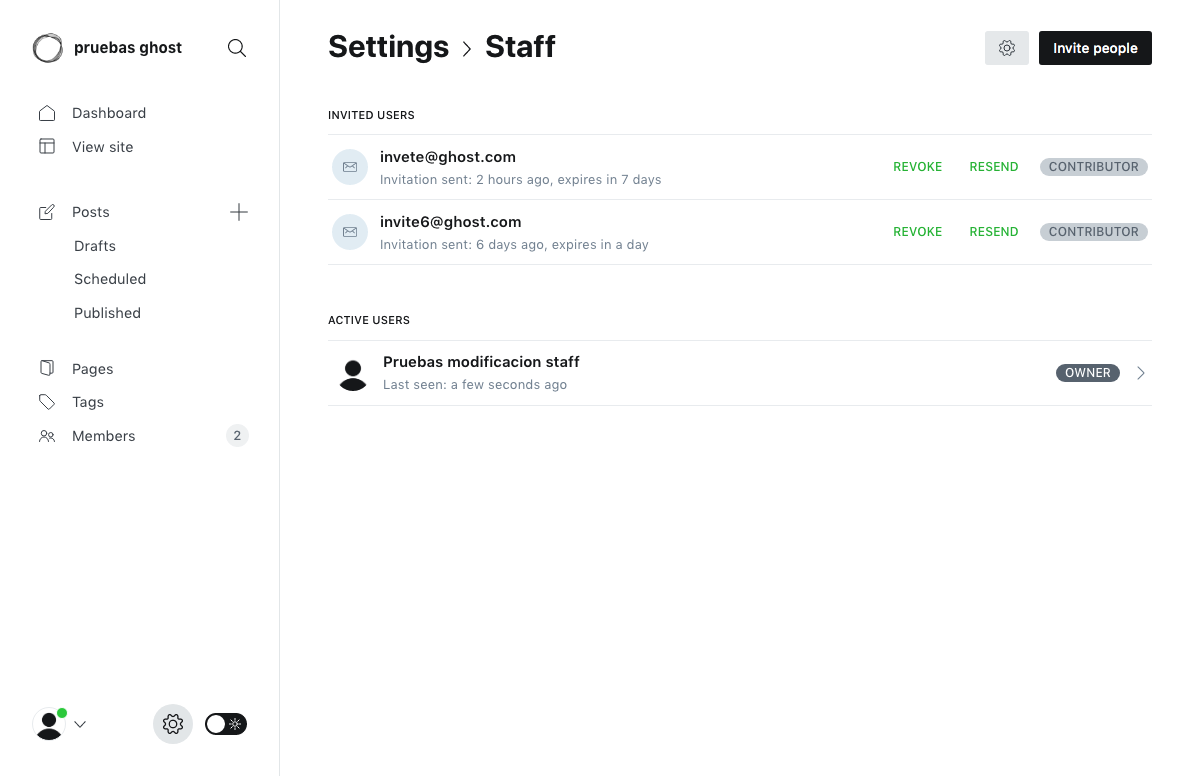 pruebas ghost
Dashboard
View site
Posts
Drafts
Scheduled
Published
Pages
Tags
Members 2
Settings > Staff
Invite people
INVITED USERS
invete@ghost.com
Invitation sent: 2 hours ago, expires in 7 days
REVOKE RESEND CONTRIBUTOR
invite6@ghost.com
Invitation sent: 6 days ago, expires in a day
REVOKE RESEND CONTRIBUTOR
ACTIVE USERS
Pruebas modificacion staff
Last seen: a few seconds ago
OWNER